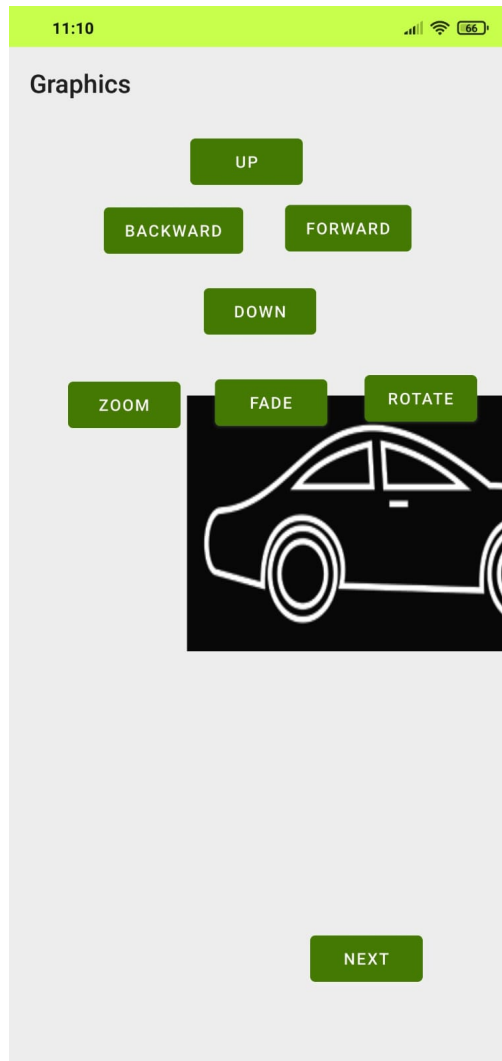 11:10 66
Graphics
UP
BACKWARD FORWARD
DOWN
ZOOM FADE ROTATE
NEXT